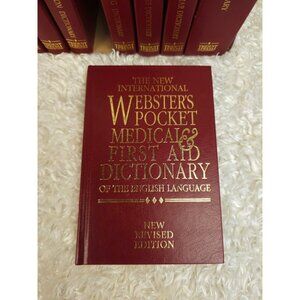 THE NEW
INTERNATIONAL
WEBSTER'S
POCKET
MEDICAL &
FIRST AID
DICTIONARY
OF THE ENGLISH LANGUAGE
NEW
REVISED
EDITION